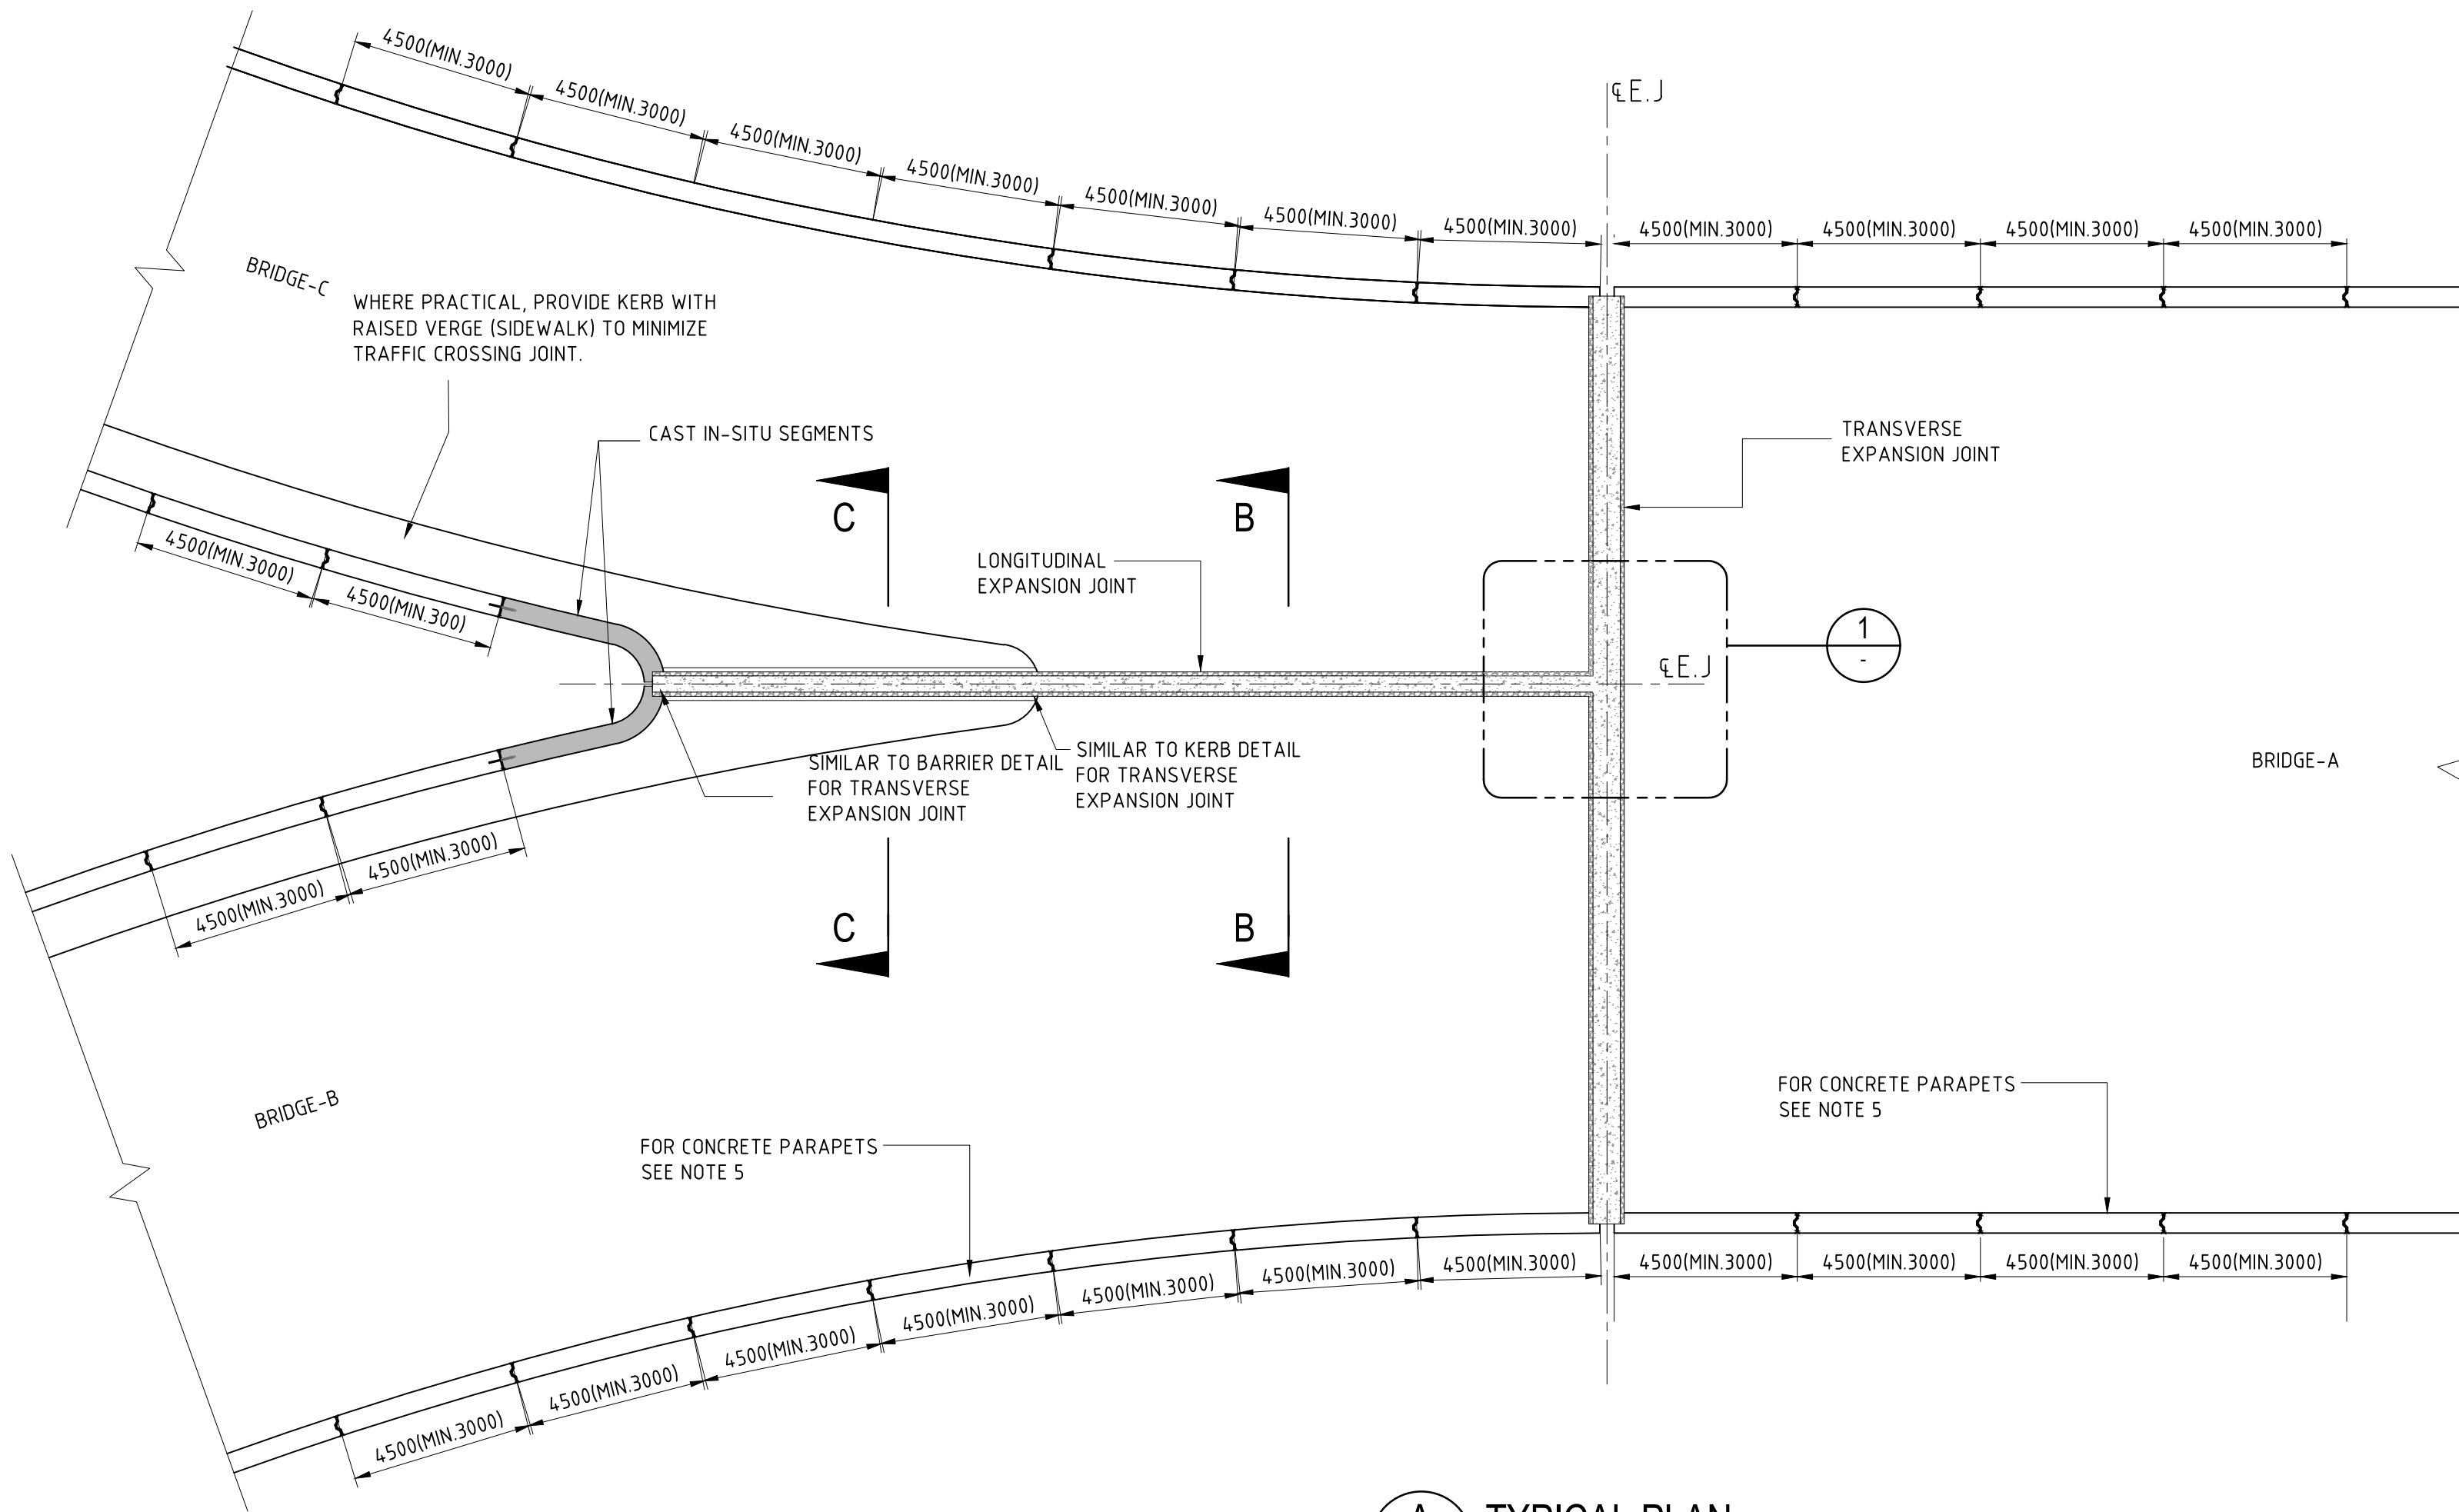 4500(MIN.3000)
4500(MIN.3000)
4500(MIN.3000)
4500(MIN.3000)
4500(MIN.3000)
4500(MIN.3000)
4500(MIN.3000)
℄E.J
4500(MIN.3000)
4500(MIN.3000)
4500(MIN.3000)
4500(MIN.3000)
BRIDGE-C
WHERE PRACTICAL, PROVIDE KERB WITH
RAISED VERGE (SIDEWALK) TO MINIMIZE
TRAFFIC CROSSING JOINT.
CAST IN-SITU SEGMENTS
TRANSVERSE
EXPANSION JOINT
C
B
LONGITUDINAL
EXPANSION JOINT
4500(MIN.3000)
4500(MIN.300)
1
-
℄E.J
SIMILAR TO BARRIER DETAIL
FOR TRANSVERSE
EXPANSION JOINT
SIMILAR TO KERB DETAIL
FOR TRANSVERSE
EXPANSION JOINT
BRIDGE-A
4500(MIN.3000)
4500(MIN.3000)
C
B
BRIDGE-B
FOR CONCRETE PARAPETS
SEE NOTE 5
FOR CONCRETE PARAPETS
SEE NOTE 5
4500(MIN.3000)
4500(MIN.3000)
4500(MIN.3000)
4500(MIN.3000)
4500(MIN.3000)
4500(MIN.3000)
4500(MIN.3000)
4500(MIN.3000)
4500(MIN.3000)
4500(MIN.3000)
4500(MIN.3000)
A
TYPICAL PLAN